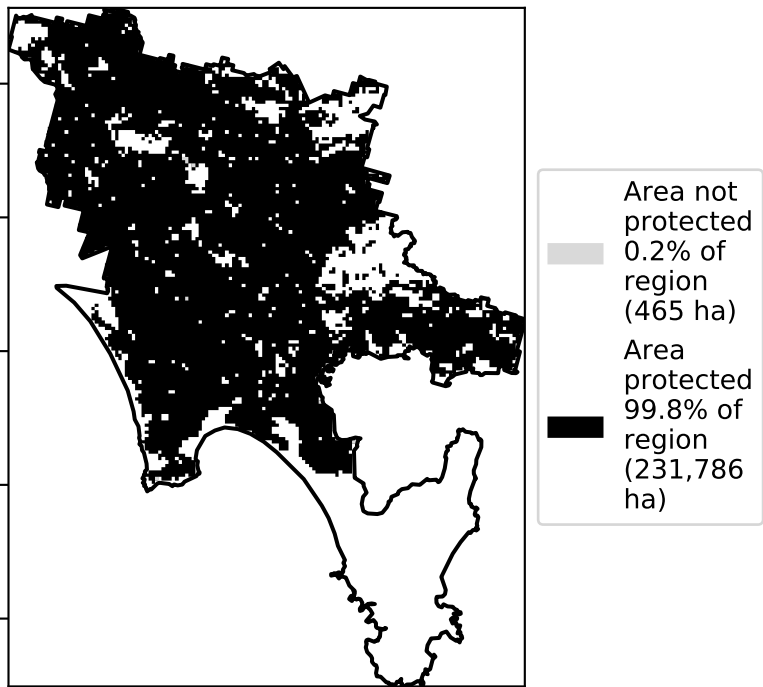 Area not
protected
0.2% of
region
(465 ha)
Area
protected
99.8% of
region
(231,786
ha)